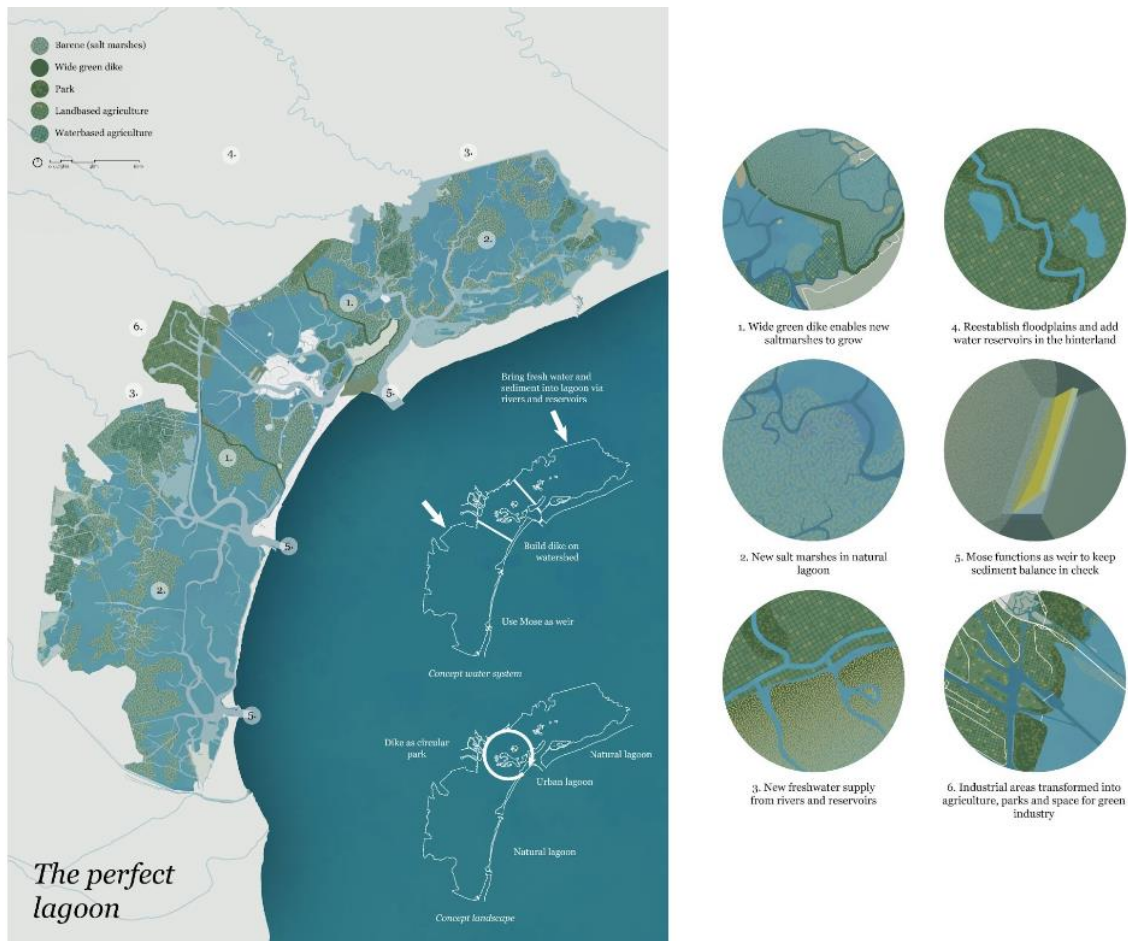 Barene (salt marshes)
Wide green dike
Park
Landbased agriculture
Waterbased agriculture
4.
3.
2.
1.
6.
3.
5.
1.
5.
2.
5.
Bring fresh water and
sediment into lagoon via
rivers and reservoirs
Build dike on
watershed
Use Mose as weir
Concept water system
Dike as circular
park
Natural lagoon
Urban lagoon
Natural lagoon
Concept landscape
The perfect
lagoon
1. Wide green dike enables new
saltmarshes to grow
4. Reestablish floodplains and add
water reservoirs in the hinterland
2. New salt marshes in natural
lagoon
5. Mose functions as weir to keep
sediment balance in check
3. New freshwater supply
from rivers and reservoirs
6. Industrial areas transformed into
agriculture, parks and space for green
industry